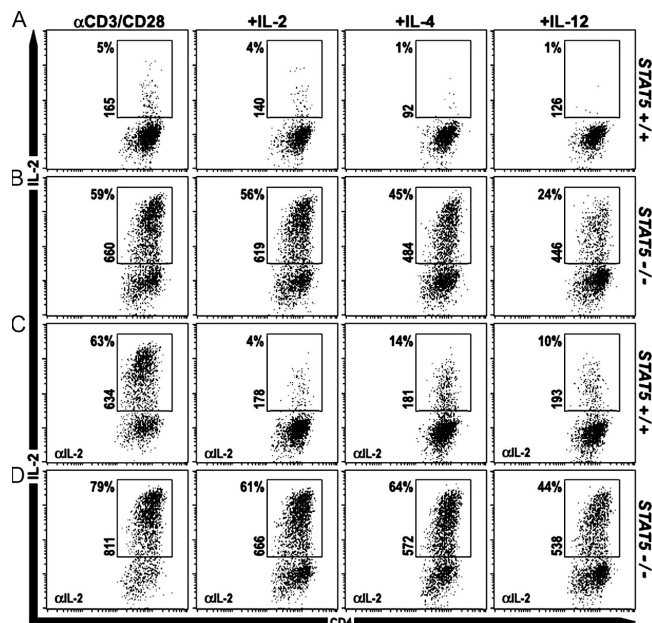 A
αCD3/CD28 +IL-2 +IL-4 +IL-12
5% 4% 1% 1%
165 140 92 126
STAT5 +/+
IL-2
B
59% 56% 45% 24%
660 619 484 446
STAT5 -/-
C
63% 4% 14% 10%
634 178 181 193
STAT5 +/+
αIL-2 αIL-2 αIL-2 αIL-2
IL-2
D
79% 61% 64% 44%
811 666 572 538
STAT5 -/-
αIL-2 αIL-2 αIL-2 αIL-2
CD4